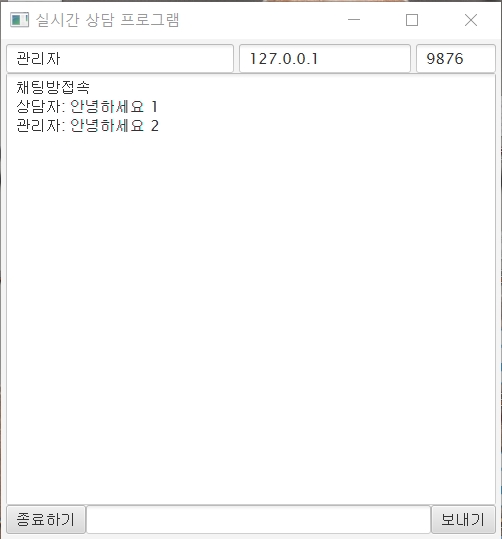 실시간 상담 프로그램
관리자 127.0.0.1 9876
채팅방접속
상담자: 안녕하세요 1
관리자: 안녕하세요 2
종료하기 보내기